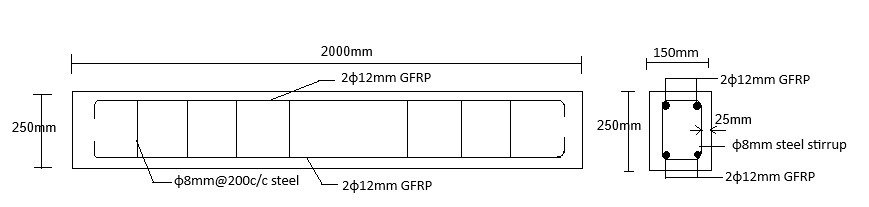 2000mm
150mm
2ϕ12mm GFRP
2ϕ12mm GFRP
250mm
250mm
25mm
ϕ8mm steel stirrup
ϕ8mm@200c/c steel
2ϕ12mm GFRP
2ϕ12mm GFRP